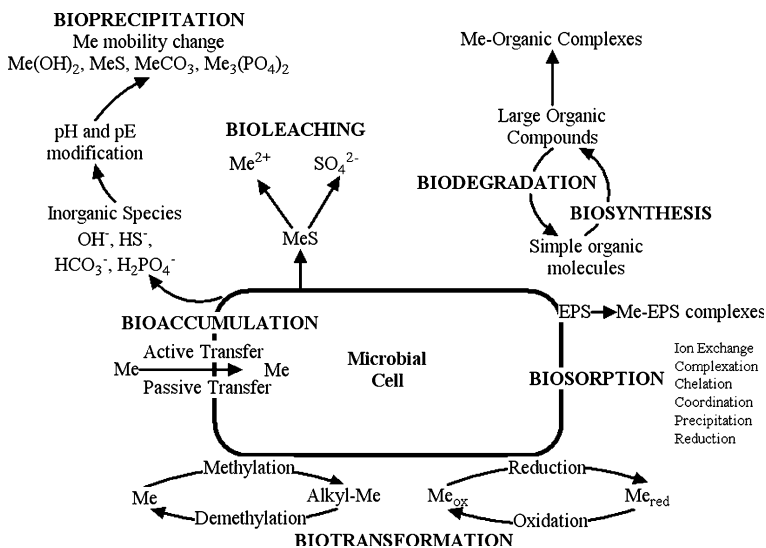 BIOPRECIPITATION
Me mobility change
Me(OH)₂, MeS, MeCO₃, Me₃(PO₄)₂
pH and pE
modification
Inorganic Species
OH⁻, HS⁻,
HCO₃⁻, H₂PO₄⁻
BIOLEACHING
Me²⁺
SO₄²⁻
MeS
Me-Organic Complexes
Large Organic
Compounds
BIODEGRADATION
BIOSYNTHESIS
Simple organic
molecules
BIOACCUMULATION
Active Transfer
Me
Me
Passive Transfer
Microbial
Cell
EPS
Me-EPS complexes
BIOSORPTION
Ion Exchange
Complexation
Chelation
Coordination
Precipitation
Reduction
Methylation
Me
Alkyl-Me
Demethylation
Reduction
Meₒₓ
Me_red
Oxidation
BIOTRANSFORMATION